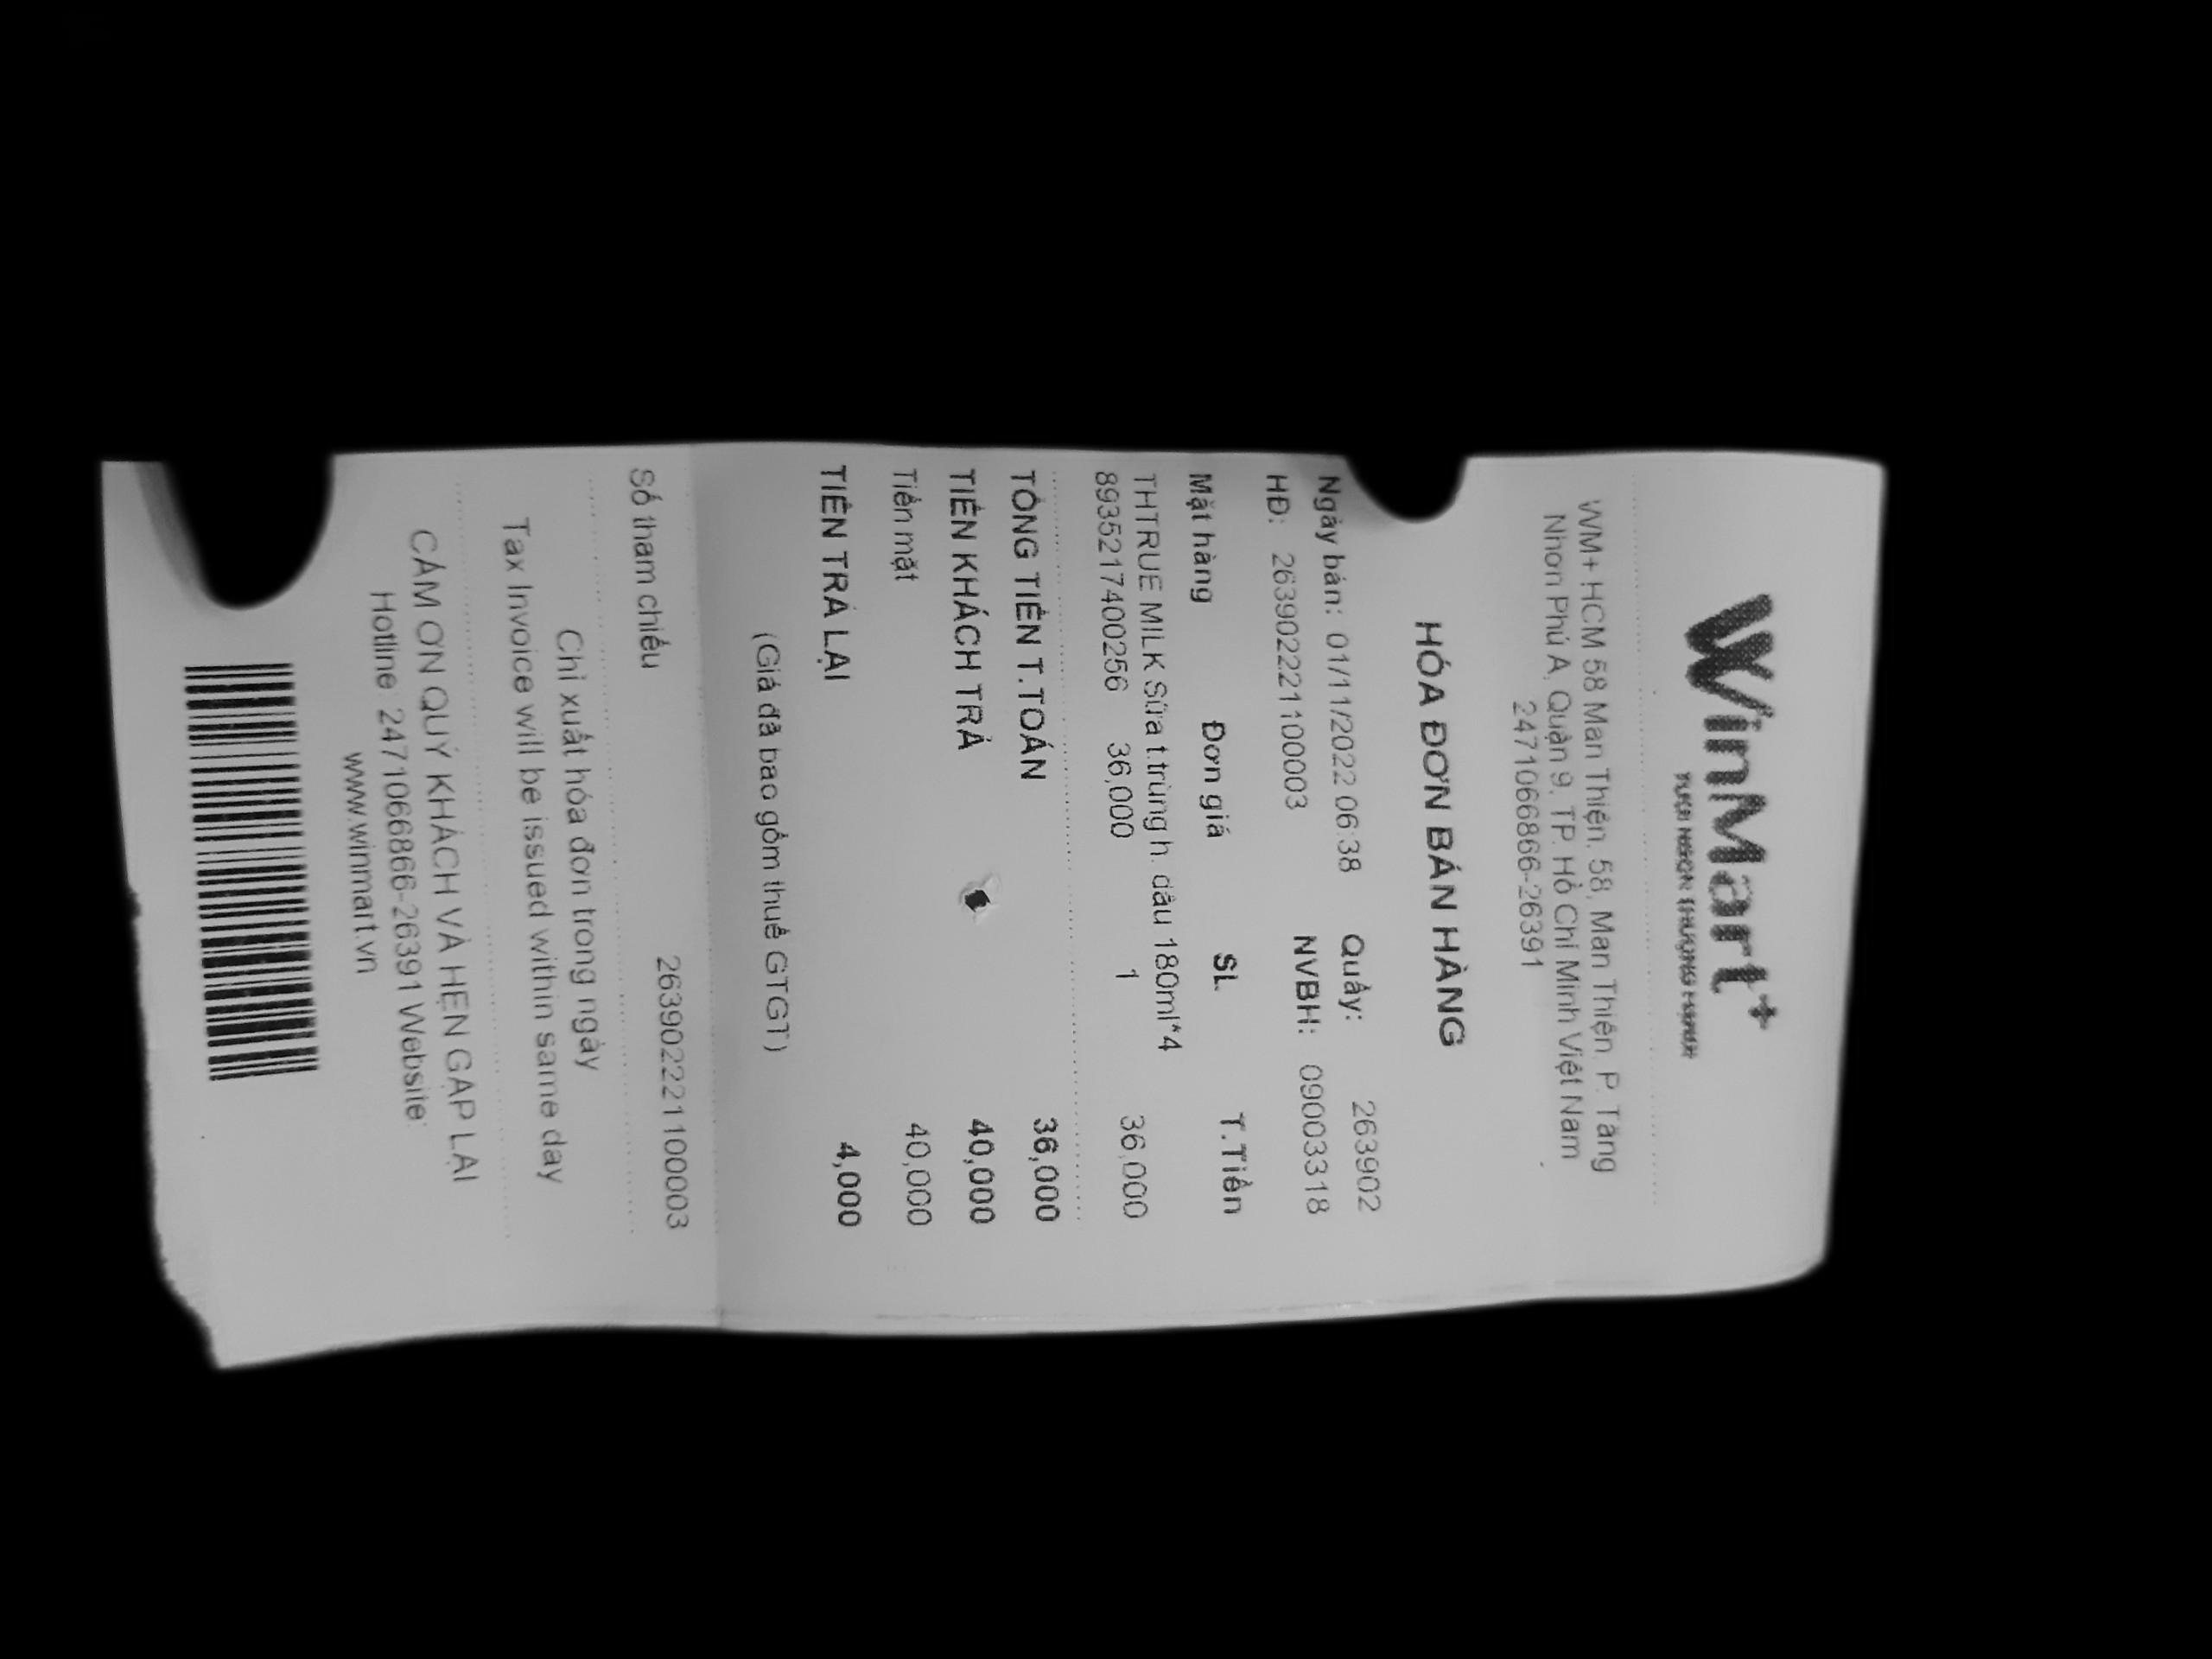 WinMart+
WM+ HCM 58 Man Thiện. 58, Man Thiện, P. Tăng
Nhơn Phú A, Quận 9, TP. Hồ Chí Minh Việt Nam
2471066866-26391
HÓA ĐƠN BÁN HÀNG
Ngày bán: 01/11/2022 06:38 Quầy: 263902
HĐ: 263902221100003 NVBH: 09003318
Mặt hàng Đơn giá SL T.Tiền
THTRUE MILK Sữa t.trùng h. dâu 180ml*4
8935217400256 36,000 1 36,000
TỔNG TIỀN T.TOÁN 36,000
TIỀN KHÁCH TRẢ 40,000
Tiền mặt 40,000
TIỀN TRẢ LẠI 4,000
(Giá đã bao gồm thuế GTGT)
Số tham chiếu 263902221100003
Chỉ xuất hóa đơn trong ngày
Tax Invoice will be issued within same day
CẢM ƠN QUÝ KHÁCH VÀ HẸN GẶP LẠI
Hotline: 2471066866-26391 Website:
www.winmart.vn